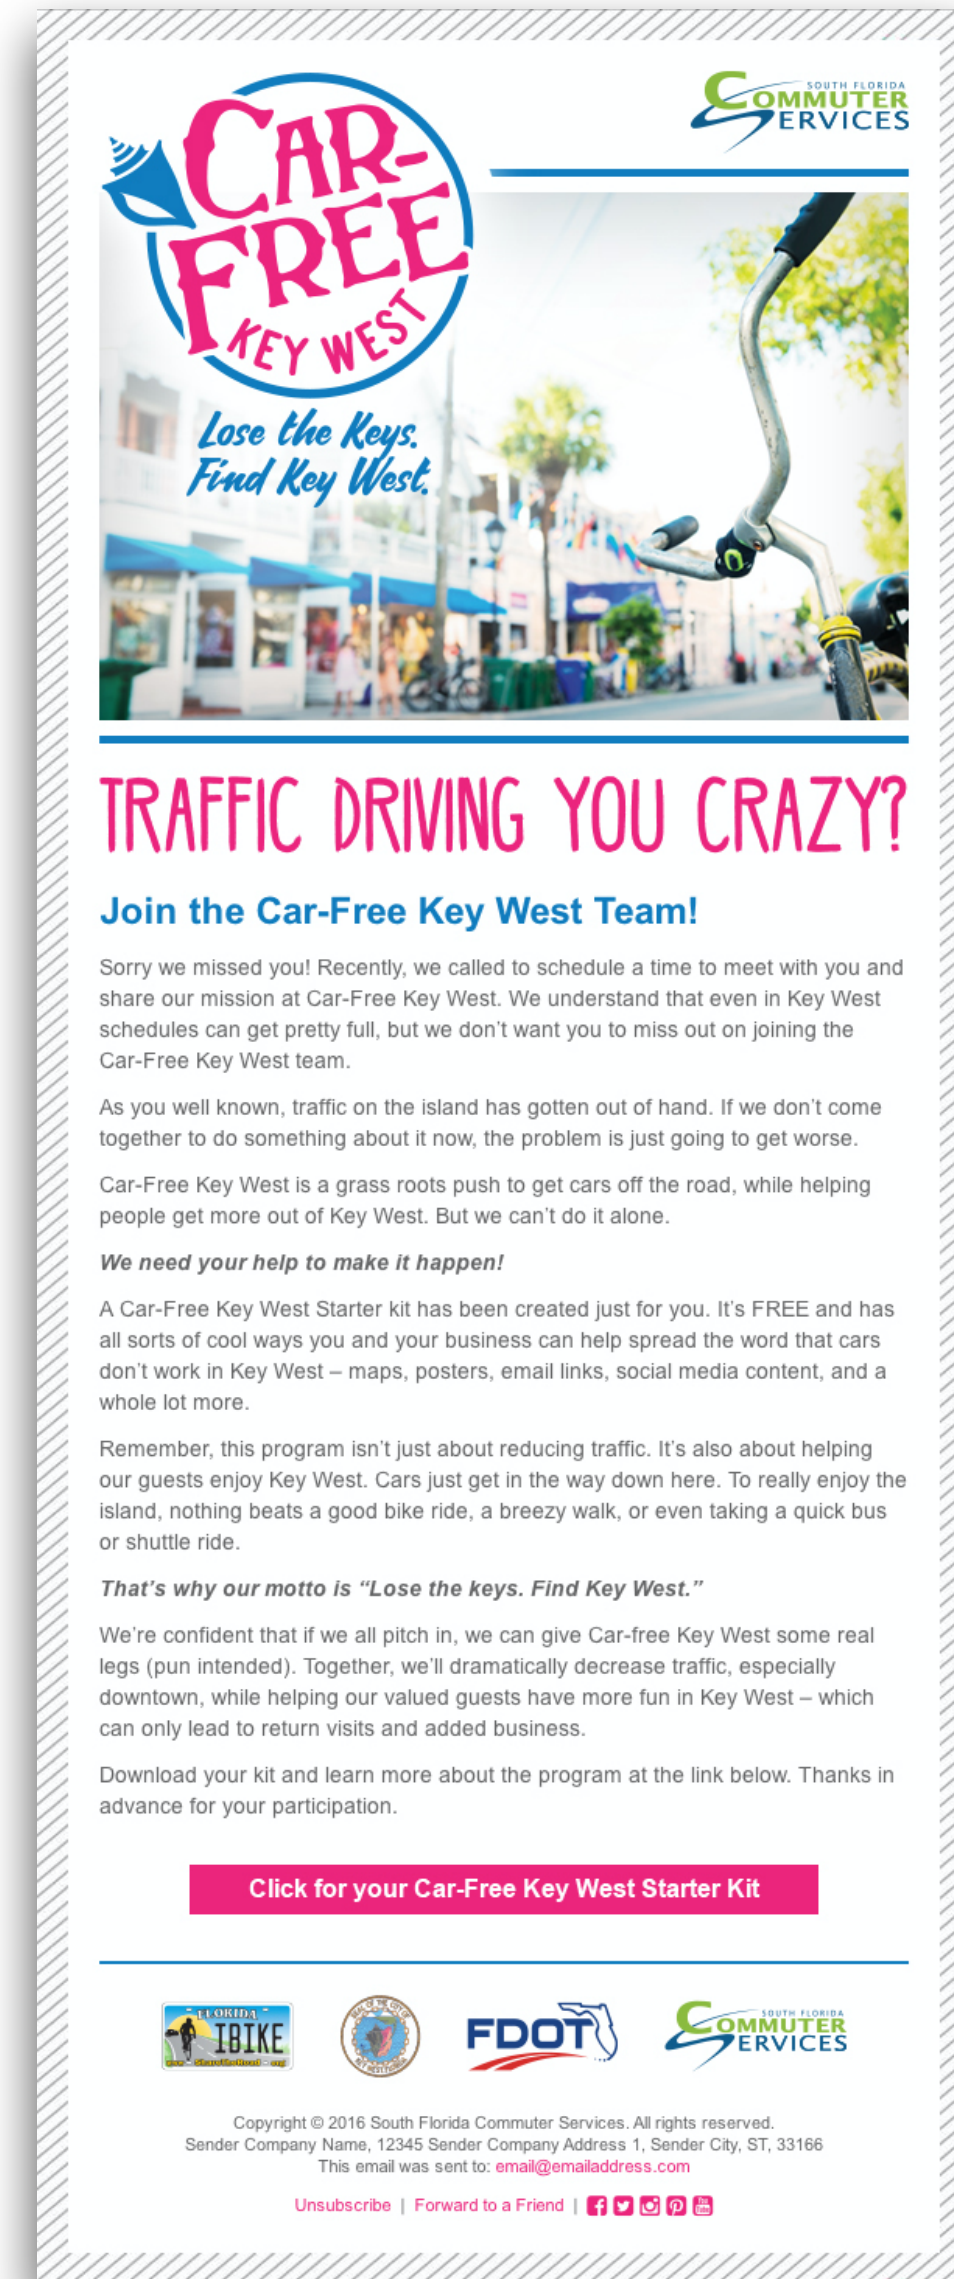 CAR-
FREE
KEY WEST
SOUTH FLORIDA
COMMUTER
SERVICES
Lose the Keys.
Find Key West.
TRAFFIC DRIVING YOU CRAZY?
Join the Car-Free Key West Team!
Sorry we missed you! Recently, we called to schedule a time to meet with you and
share our mission at Car-Free Key West. We understand that even in Key West
schedules can get pretty full, but we don't want you to miss out on joining the
Car-Free Key West team.
As you well known, traffic on the island has gotten out of hand. If we don't come
together to do something about it now, the problem is just going to get worse.
Car-Free Key West is a grass roots push to get cars off the road, while helping
people get more out of Key West. But we can't do it alone.
We need your help to make it happen!
A Car-Free Key West Starter kit has been created just for you. It's FREE and has
all sorts of cool ways you and your business can help spread the word that cars
don't work in Key West – maps, posters, email links, social media content, and a
whole lot more.
Remember, this program isn't just about reducing traffic. It's also about helping
our guests enjoy Key West. Cars just get in the way down here. To really enjoy the
island, nothing beats a good bike ride, a breezy walk, or even taking a quick bus
or shuttle ride.
That's why our motto is “Lose the keys. Find Key West.”
We're confident that if we all pitch in, we can give Car-free Key West some real
legs (pun intended). Together, we'll dramatically decrease traffic, especially
downtown, while helping our valued guests have more fun in Key West – which
can only lead to return visits and added business.
Download your kit and learn more about the program at the link below. Thanks in
advance for your participation.
Click for your Car-Free Key West Starter Kit
FLORIDA
IBIKE
www.ShareTheRoad.org
SEAL OF THE CITY OF
KEY WEST FLORIDA
FDOT
SOUTH FLORIDA
COMMUTER
SERVICES
Copyright © 2016 South Florida Commuter Services. All rights reserved.
Sender Company Name, 12345 Sender Company Address 1, Sender City, ST, 33166
This email was sent to: email@emailaddress.com
Unsubscribe | Forward to a Friend |
You
Tube